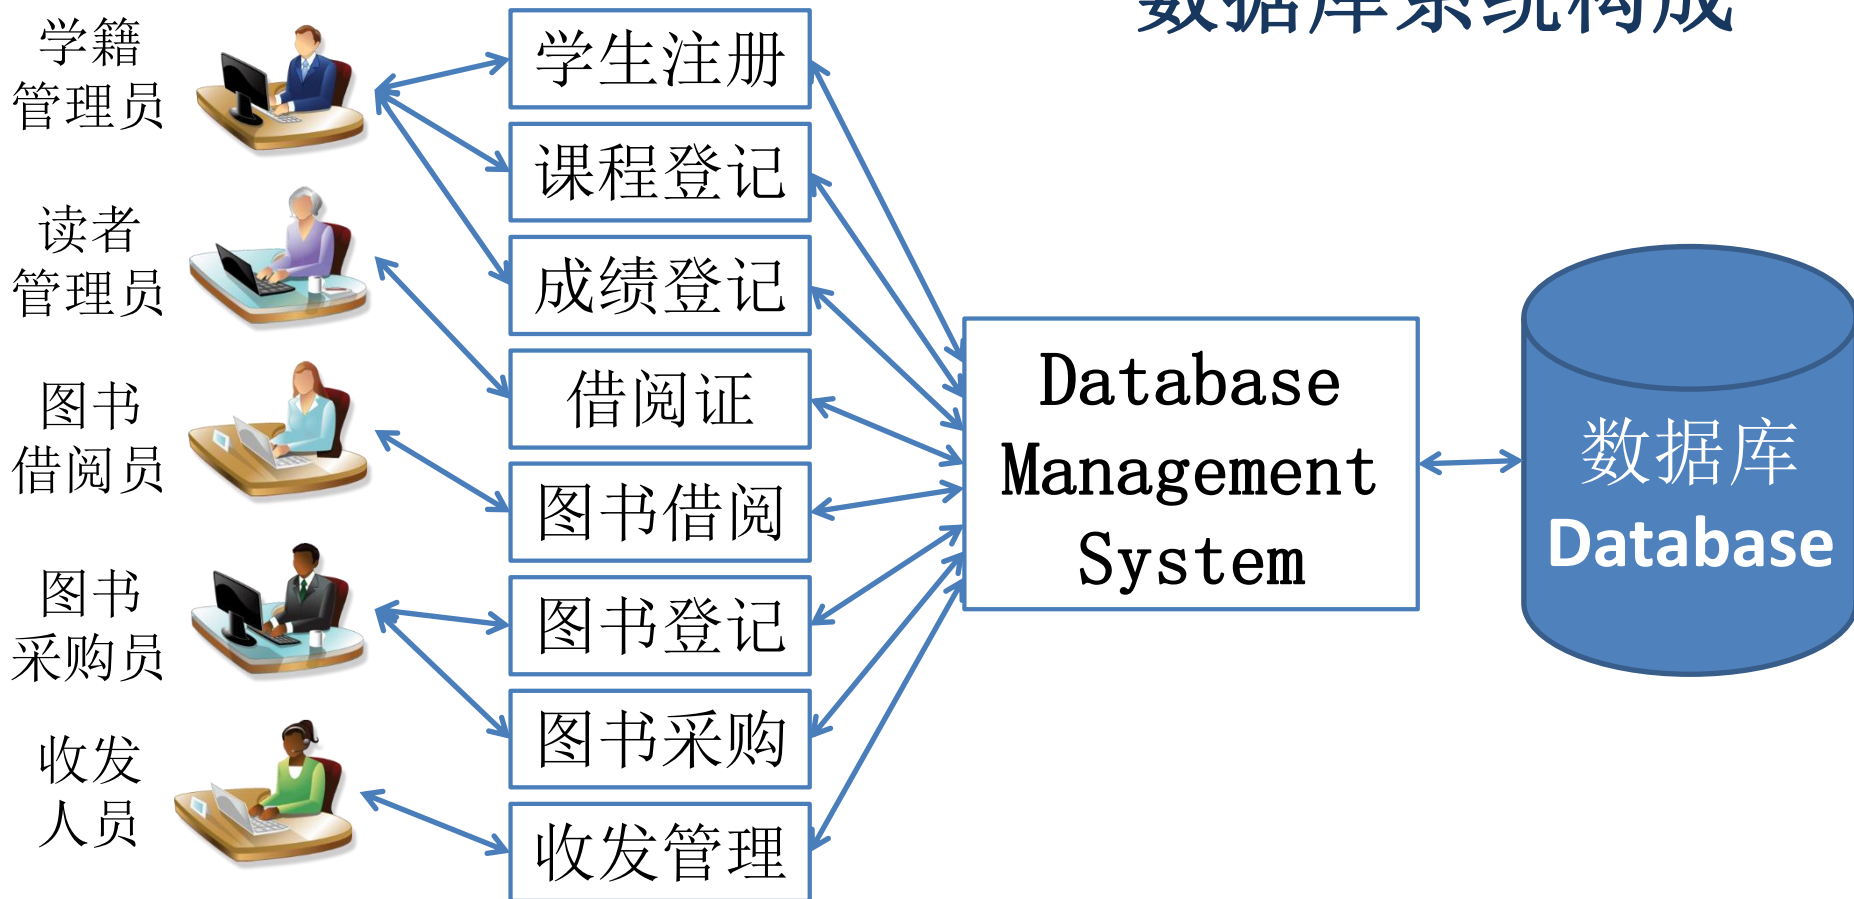 数据库系统构成
学籍
管理员
读者
管理员
图书
借阅员
图书
采购员
收发
人员
学生注册
课程登记
成绩登记
借阅证
图书借阅
图书登记
图书采购
收发管理
Database
Management
System
数据库
Database